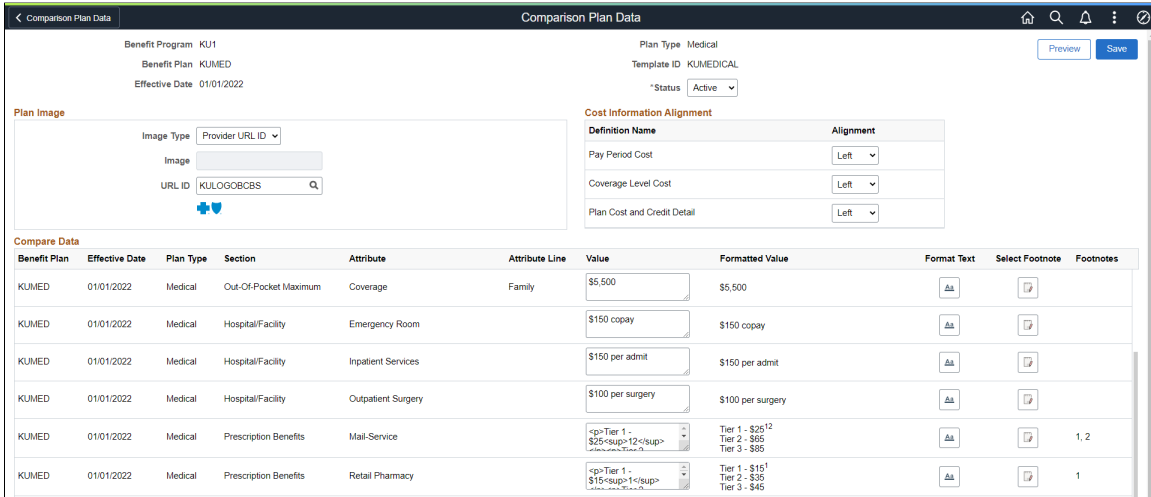 Comparison Plan Data
Comparison Plan Data
Benefit Program KU1
Plan Type Medical
Preview
Save
Benefit Plan KUMED
Template ID KUMEDICAL
Effective Date 01/01/2022
*Status Active
Plan Image
Cost Information Alignment
Image Type Provider URL ID
Definition Name Alignment
Image
Pay Period Cost Left
URL ID KULOGOBCBS
Coverage Level Cost Left
Plan Cost and Credit Detail Left
Compare Data
Benefit Plan Effective Date Plan Type Section Attribute Attribute Line Value Formatted Value Format Text Select Footnote Footnotes
KUMED 01/01/2022 Medical Out-Of-Pocket Maximum Coverage Family $5,500 $5,500 Aa
KUMED 01/01/2022 Medical Hospital/Facility Emergency Room $150 copay $150 copay Aa
KUMED 01/01/2022 Medical Hospital/Facility Inpatient Services $150 per admit $150 per admit Aa
KUMED 01/01/2022 Medical Hospital/Facility Outpatient Surgery $100 per surgery $100 per surgery Aa
KUMED 01/01/2022 Medical Prescription Benefits Mail-Service <p>Tier 1 - Tier 1 - $25¹² Aa 1, 2
$25<sup>12</sup> Tier 2 - $65
Tier 3 - $85
KUMED 01/01/2022 Medical Prescription Benefits Retail Pharmacy <p>Tier 1 - Tier 1 - $15¹ Aa 1
$15<sup>1</sup> Tier 2 - $35
Tier 3 - $45